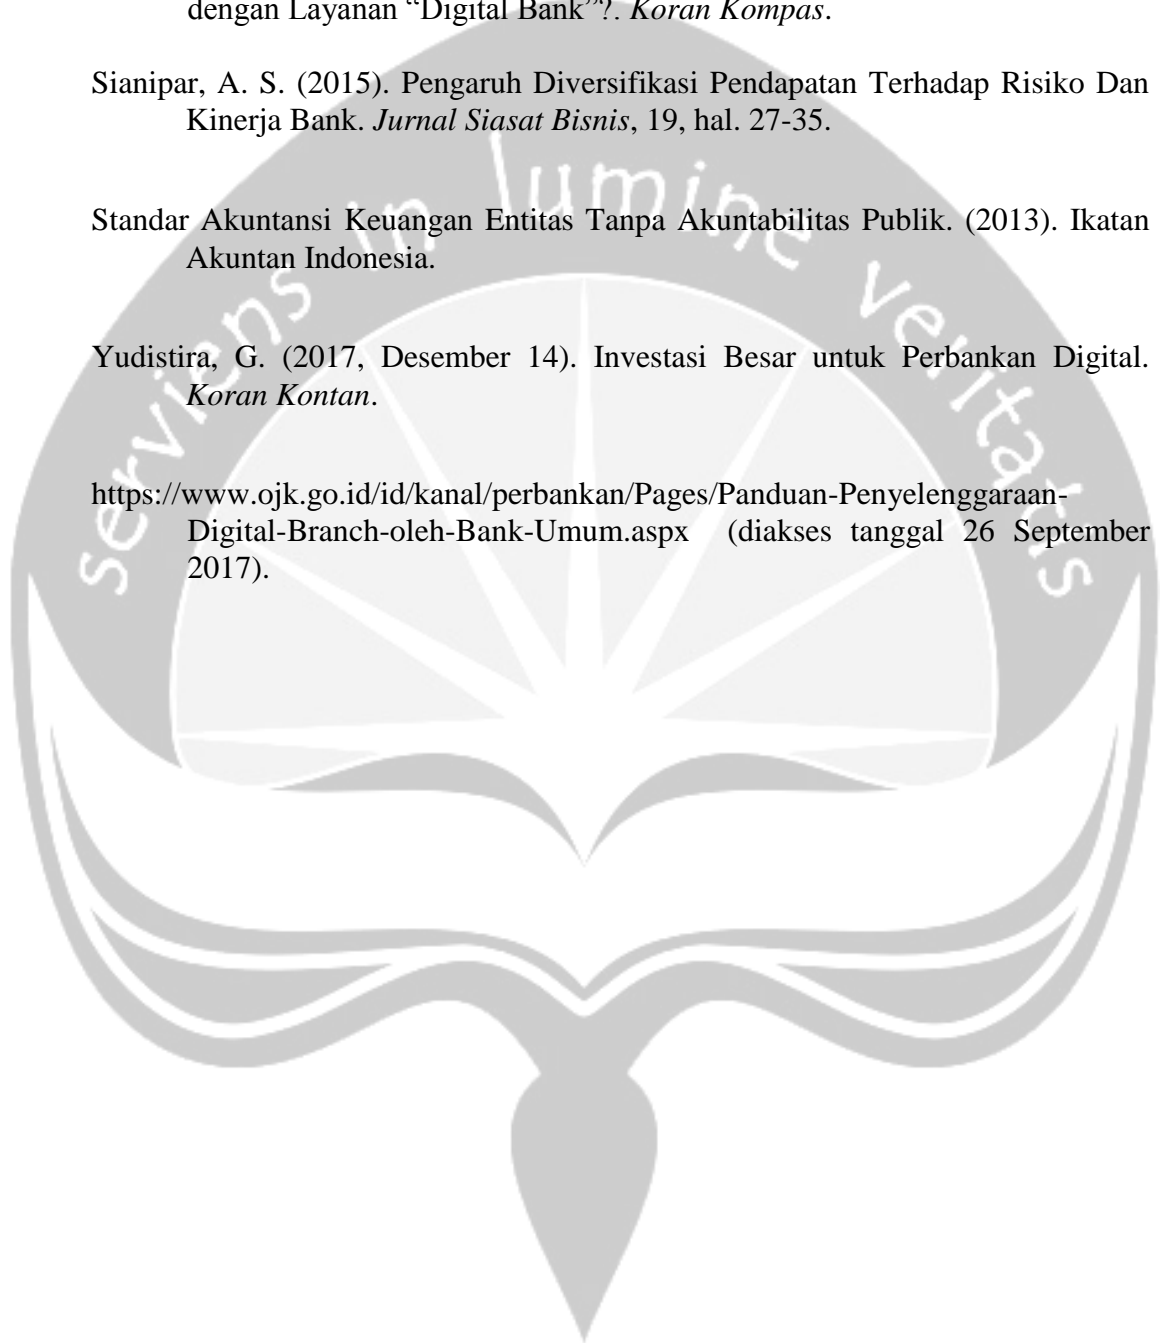 dengan Layanan “Digital Bank”?. Koran Kompas.
Sianipar, A. S. (2015). Pengaruh Diversifikasi Pendapatan Terhadap Risiko Dan
Kinerja Bank. Jurnal Siasat Bisnis, 19, hal. 27-35.
Standar Akuntansi Keuangan Entitas Tanpa Akuntabilitas Publik. (2013). Ikatan
Akuntan Indonesia.
Yudistira, G. (2017, Desember 14). Investasi Besar untuk Perbankan Digital.
Koran Kontan.
https://www.ojk.go.id/id/kanal/perbankan/Pages/Panduan-Penyelenggaraan-
Digital-Branch-oleh-Bank-Umum.aspx (diakses tanggal 26 September
2017).
serviens in lumine veritatis